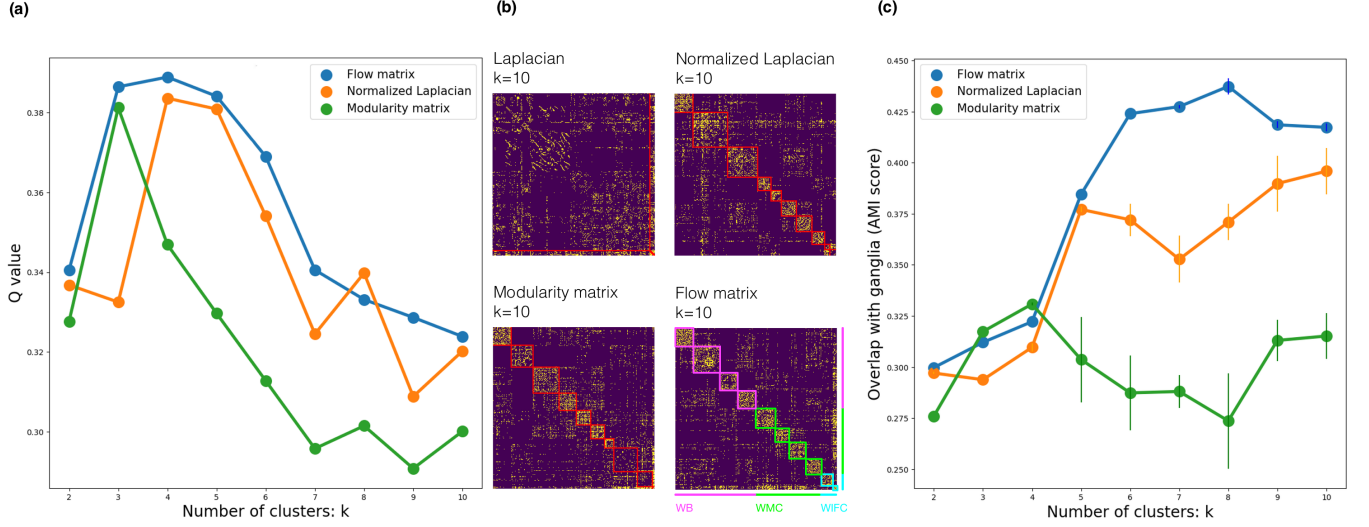 (a)
(b)
(c)
Q value
0.38
0.36
0.34
0.32
0.30
2 3 4 5 6 7 8 9 10
Number of clusters: k
Flow matrix
Normalized Laplacian
Modularity matrix
Laplacian
k=10
Normalized Laplacian
k=10
Modularity matrix
k=10
Flow matrix
k=10
WB WMC WIFC
Overlap with ganglia (AMI score)
0.450
0.425
0.400
0.375
0.350
0.325
0.300
0.275
0.250
2 3 4 5 6 7 8 9 10
Number of clusters: k
Flow matrix
Normalized Laplacian
Modularity matrix